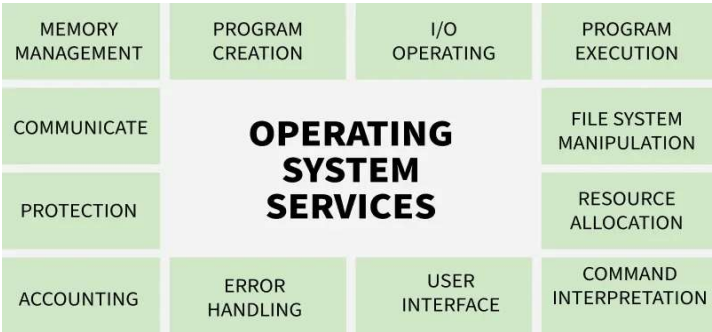 MEMORY
MANAGEMENT
PROGRAM
CREATION
I/O
OPERATING
PROGRAM
EXECUTION
COMMUNICATE
OPERATING
SYSTEM
SERVICES
FILE SYSTEM
MANIPULATION
PROTECTION
RESOURCE
ALLOCATION
ACCOUNTING
ERROR
HANDLING
USER
INTERFACE
COMMAND
INTERPRETATION